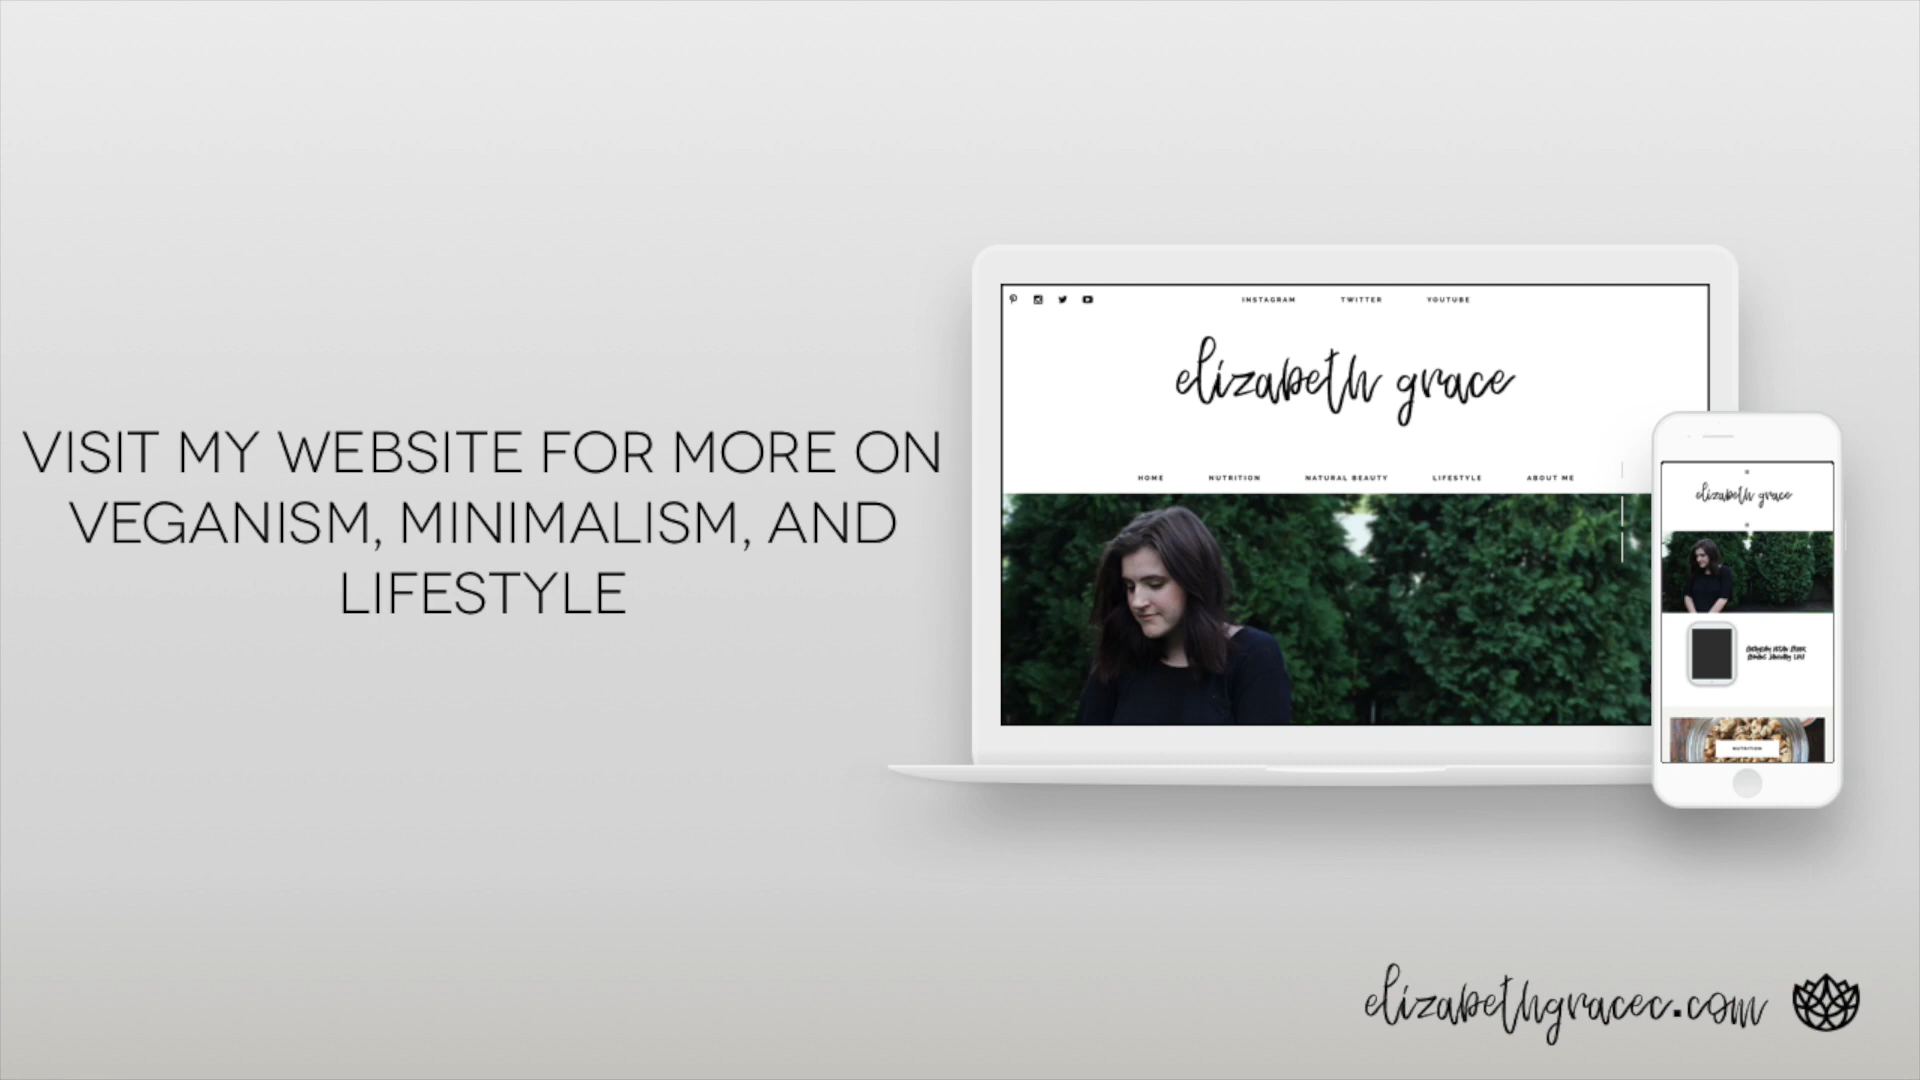 VISIT MY WEBSITE FOR MORE ON
VEGANISM, MINIMALISM, AND
LIFESTYLE
INSTAGRAM TWITTER YOUTUBE
elizabeth grace
HOME NUTRITION NATURAL BEAUTY LIFESTYLE ABOUT ME
elizabeth grace
NUTRITION
elizabethgracec.com